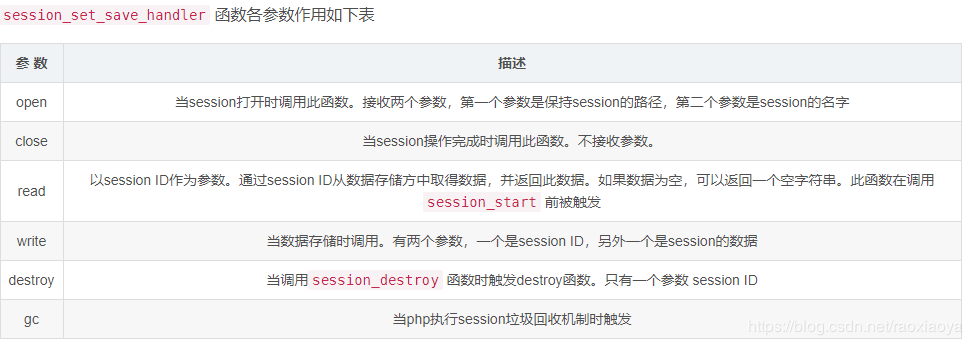 session_set_save_handler 函数各参数作用如下表
参 数 描述
open 当session打开时调用此函数。接收两个参数，第一个参数是保持session的路径，第二个参数是session的名字
close 当session操作完成时调用此函数。不接收参数。
read 以session ID作为参数。通过session ID从数据存储方中取得数据，并返回此数据。如果数据为空，可以返回一个空字符串。此函数在调用
session_start 前被触发
write 当数据存储时调用。有两个参数，一个是session ID，另外一个是session的数据
destroy 当调用 session_destroy 函数时触发destroy函数。只有一个参数 session ID
gc 当php执行session垃圾回收机制时触发
https://blog.csdn.net/raoxiaoya